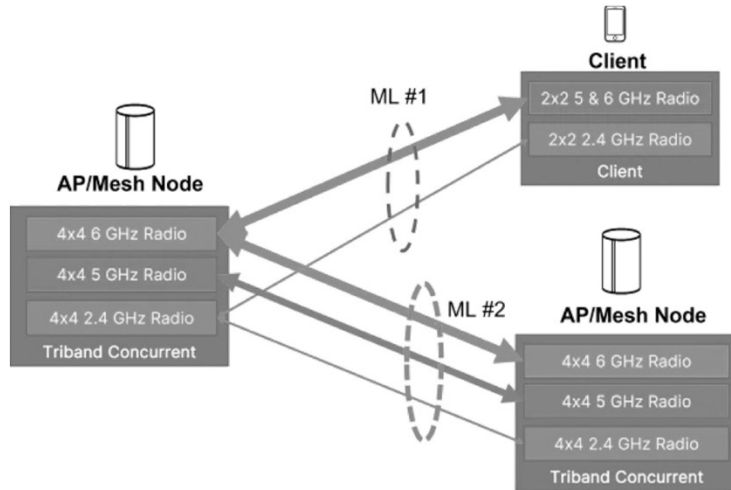 Client
2x2 5 & 6 GHz Radio
2x2 2.4 GHz Radio
Client
ML #1
AP/Mesh Node
4x4 6 GHz Radio
4x4 5 GHz Radio
4x4 2.4 GHz Radio
Triband Concurrent
ML #2
AP/Mesh Node
4x4 6 GHz Radio
4x4 5 GHz Radio
4x4 2.4 GHz Radio
Triband Concurrent